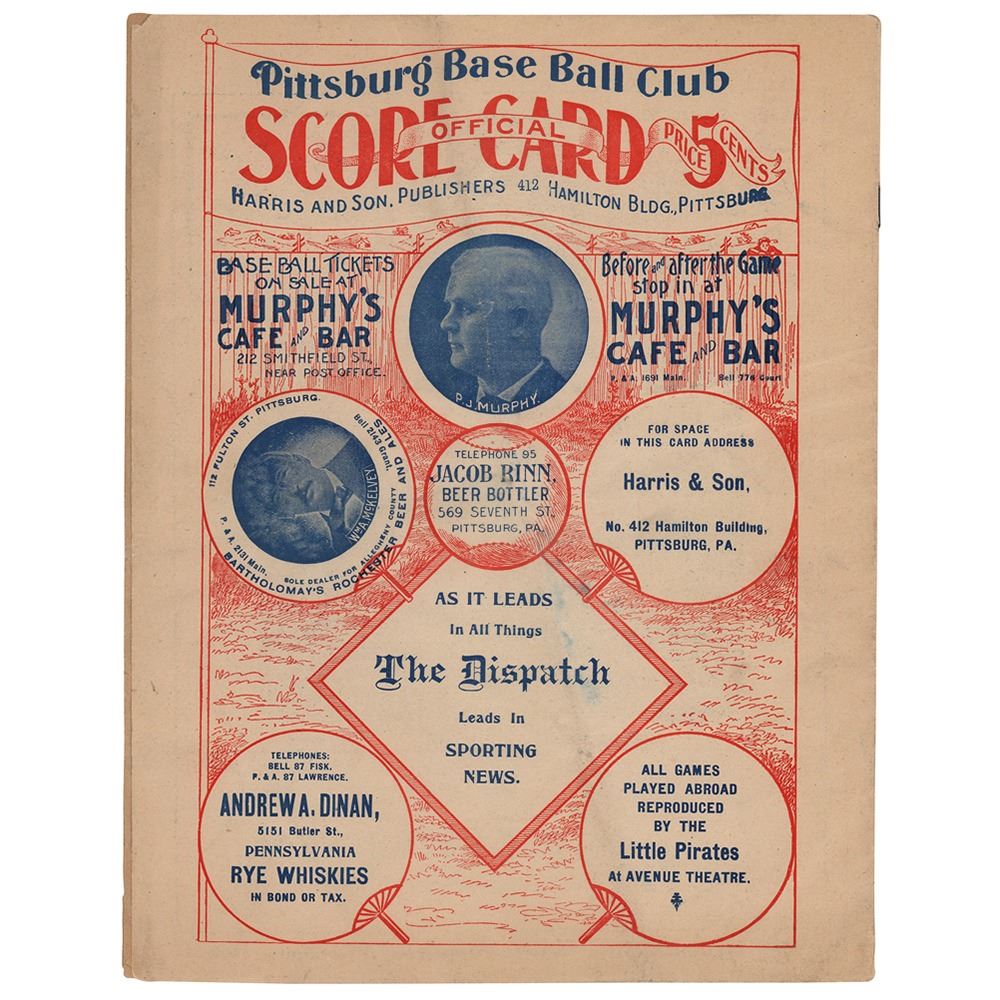 Pittsburg Base Ball Club
SCORE CARD
OFFICIAL
PRICE 5 CENTS
HARRIS AND SON, PUBLISHERS 412 HAMILTON BLDG., PITTSBURG
BASE BALL TICKETS
ON SALE AT
MURPHY'S
CAFE AND BAR
212 SMITHFIELD ST.,
NEAR POST OFFICE.
P.J. MURPHY.
Before and after the Game
stop in at
MURPHY'S
CAFE AND BAR
P. & A. 1691 Main. Bell 776 Court
112 FULTON ST. PITTSBURG.
Bell 2143 Grant.
P. & A. 2131 Main.
WM A. MCKELVEY
SOLE DEALER FOR ALLEGHENY COUNTY
BARTHOLOMAY'S ROCHESTER BEER AND ALES
TELEPHONE 95
JACOB RINN,
BEER BOTTLER
569 SEVENTH ST.
PITTSBURG, PA.
FOR SPACE
IN THIS CARD ADDRESS
Harris & Son,
No. 412 Hamilton Building,
PITTSBURG, PA.
AS IT LEADS
In All Things
The Dispatch
Leads In
SPORTING
NEWS.
TELEPHONES:
BELL 87 FISK.
P. & A. 87 LAWRENCE.
ANDREW A. DINAN,
5151 Butler St.,
PENNSYLVANIA
RYE WHISKIES
IN BOND OR TAX.
ALL GAMES
PLAYED ABROAD
REPRODUCED
BY THE
Little Pirates
At AVENUE THEATRE.